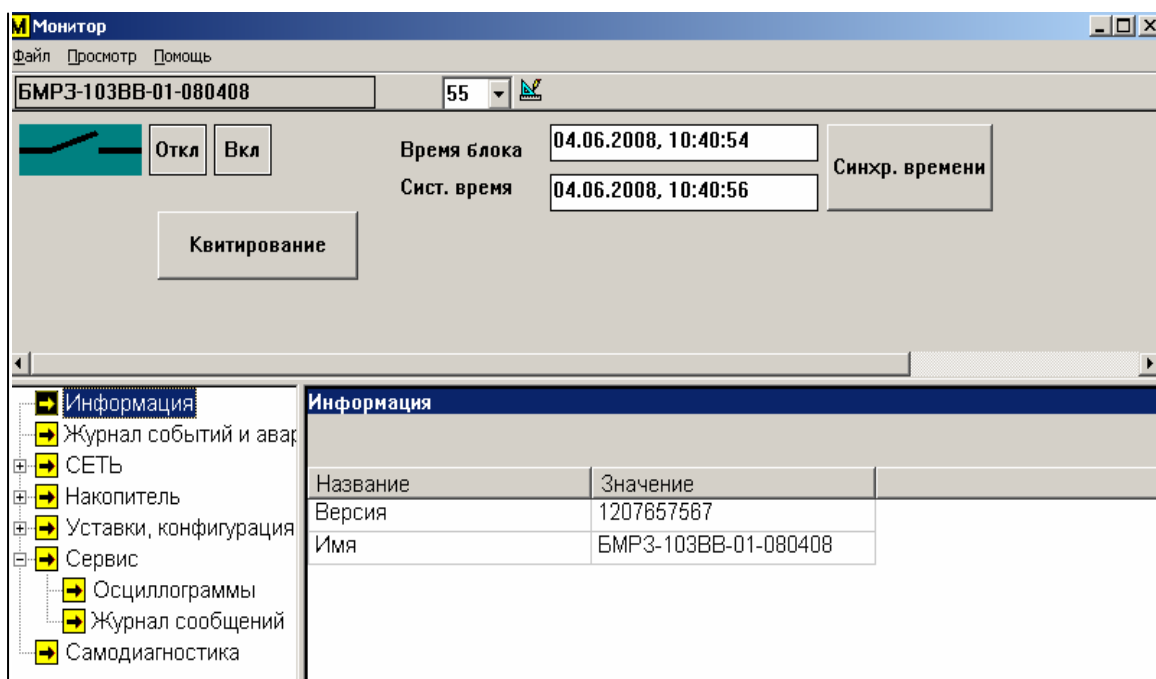 М Монитор
Файл Просмотр Помощь
БМРЗ-103ВВ-01-080408 55
Откл Вкл Время блока 04.06.2008, 10:40:54 Синхр. времени
Сист. время 04.06.2008, 10:40:56
Квитирование
Информация Информация
Журнал событий и авар
СЕТЬ
Название Значение
Накопитель
Версия 1207657567
Уставки, конфигурация
Имя БМРЗ-103ВВ-01-080408
Сервис
Осциллограммы
Журнал сообщений
Самодиагностика